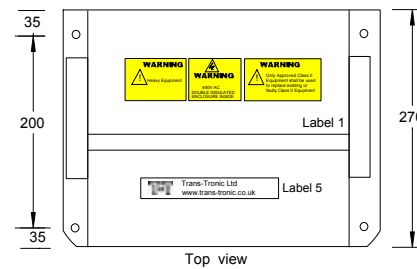 35
200
35
270
WARNING
Heavy Equipment
WARNING
650V AC
DOUBLE INSULATED
ENCLOSURE INSIDE
WARNING
Only Approved Class II
Equipment shall be used
to replace existing or
faulty Class II Equipment
Label 1
Trans-Tronic Ltd
www.trans-tronic.co.uk
Label 5
Top view